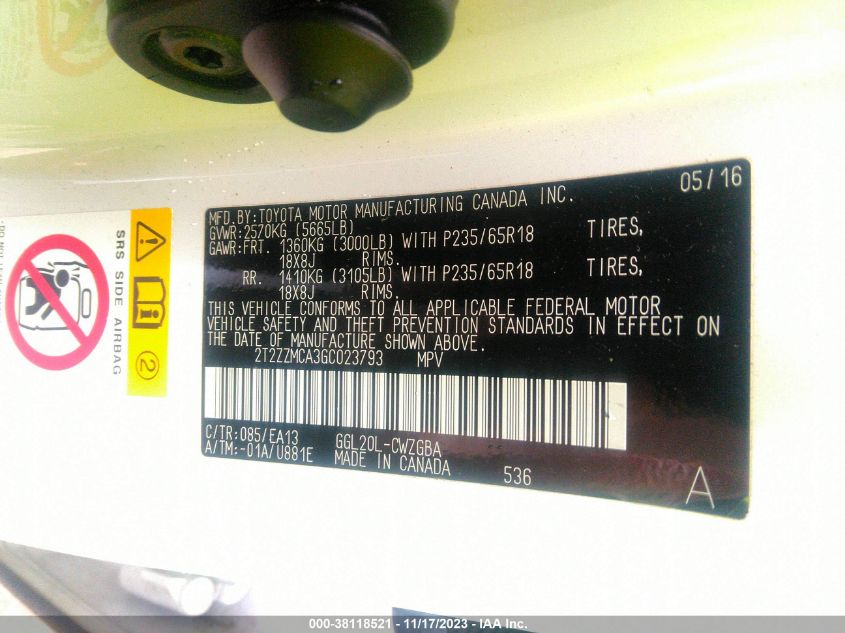 05/16
MFD.BY:TOYOTA MOTOR MANUFACTURING CANADA INC.
GVWR:2570KG (5665LB)
GAWR:FRT. 1360KG (3000LB) WITH P235/65R18 TIRES,
18X8J RIMS.
RR. 1410KG (3105LB) WITH P235/65R18 TIRES,
18X8J RIMS.
THIS VEHICLE CONFORMS TO ALL APPLICABLE FEDERAL MOTOR
VEHICLE SAFETY AND THEFT PREVENTION STANDARDS IN EFFECT ON
THE DATE OF MANUFACTURE SHOWN ABOVE.
2T2ZZMCA3GC023793 MPV
C/TR:085/EA13 GGL20L-CWZGBA
A/TM:-01A/U881E MADE IN CANADA 536
A
SRS SIDE AIRBAG
2
000-38118521 - 11/17/2023 - IAA Inc.